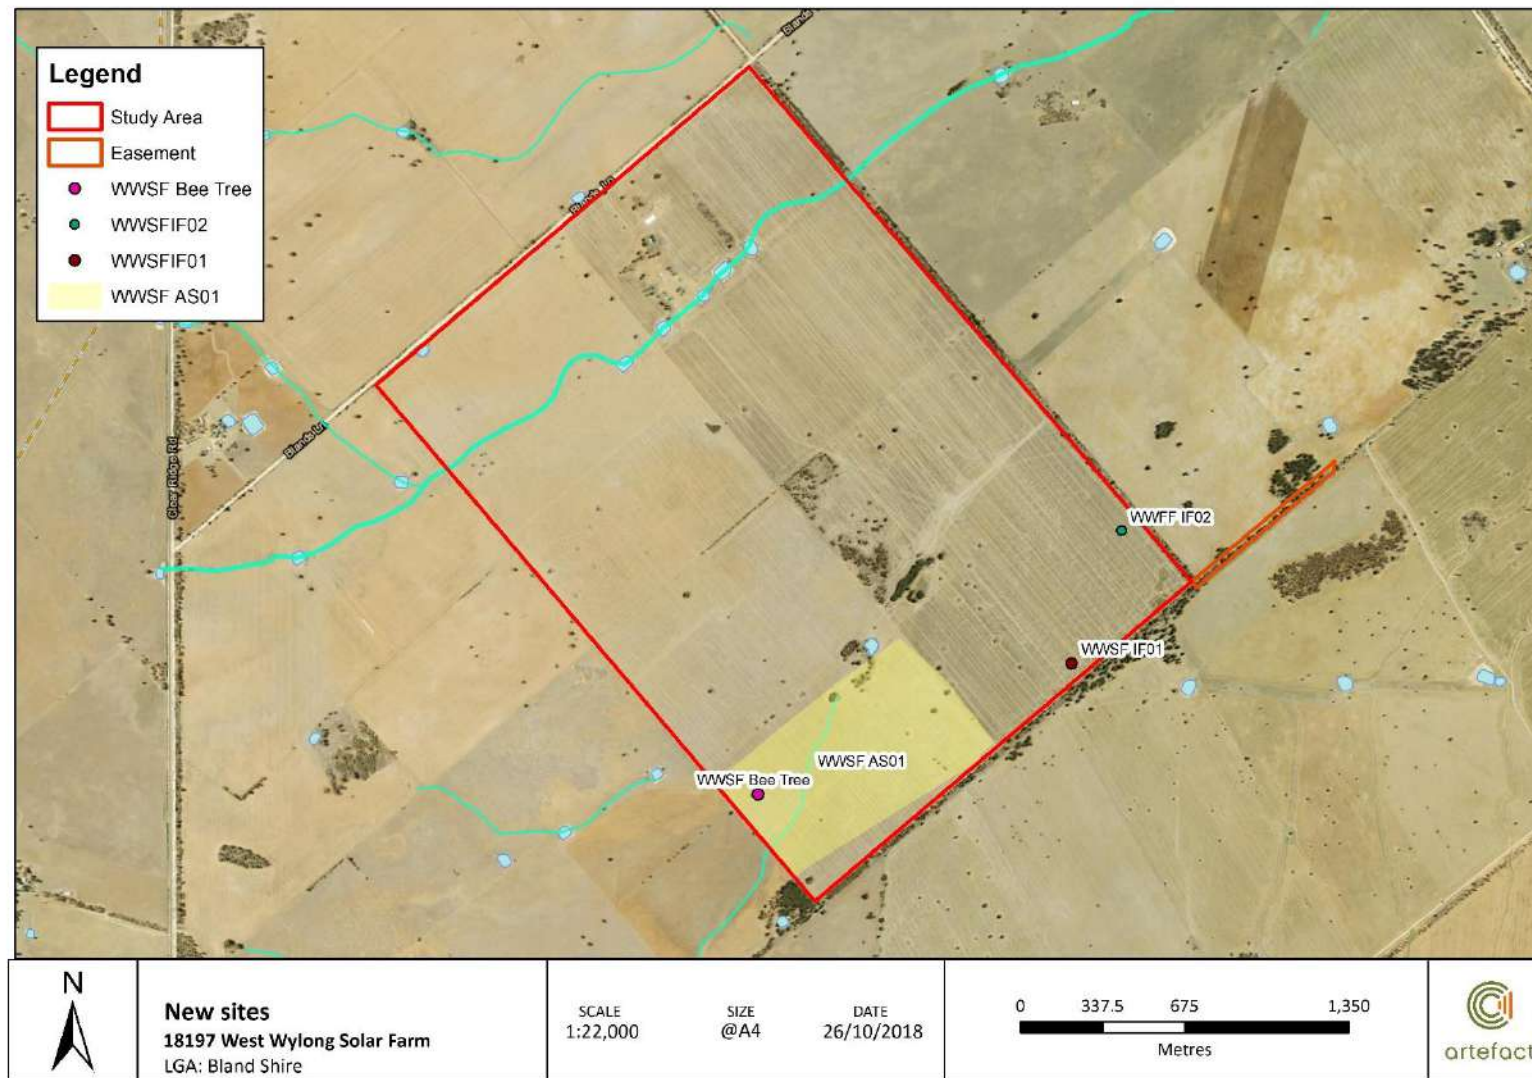 Blands
Legend
Study Area
Easement
WWSF Bee Tree
WWSFIF02
WWSFIF01
WWSF AS01
Blands Ln
Blands Ln
Clear Ridge Rd
WWFF IF02
WWSF IF01
WWSF AS01
WWSF Bee Tree
N
New sites
18197 West Wylong Solar Farm
LGA: Bland Shire
SCALE
1:22,000
SIZE
@A4
DATE
26/10/2018
0 337.5 675 1,350
Metres
artefact